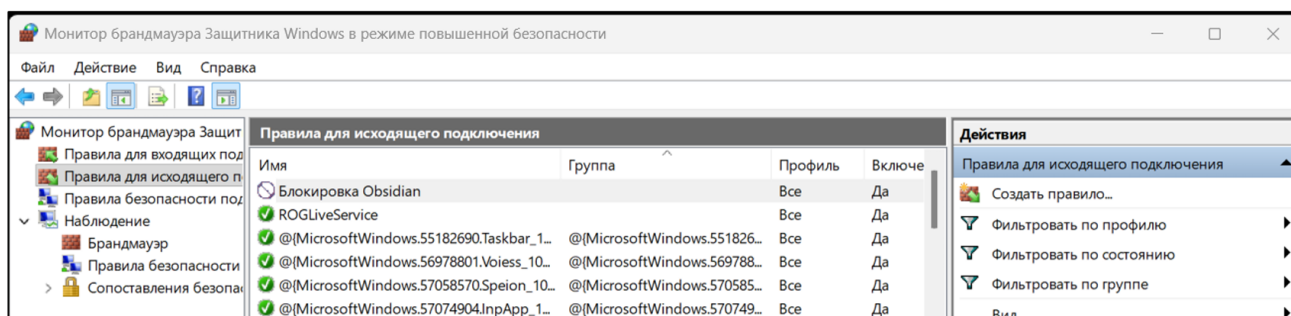 Монитор брандмауэра Защитника Windows в режиме повышенной безопасности
Файл Действие Вид Справка
Монитор брандмауэра Защит
Правила для входящих под
Правила для исходящего п
Правила безопасности под
Наблюдение
Брандмауэр
Правила безопасности
Сопоставления безопа
Правила для исходящего подключения
Имя Группа Профиль Включе
Блокировка Obsidian Все Да
ROGLiveService Все Да
@{MicrosoftWindows.55182690.Taskbar_1... @{MicrosoftWindows.551826... Все Да
@{MicrosoftWindows.56978801.Voiess_10... @{MicrosoftWindows.569788... Все Да
@{MicrosoftWindows.57058570.Speion_10... @{MicrosoftWindows.570585... Все Да
@{MicrosoftWindows.57074904.InpApp_1... @{MicrosoftWindows.570749... Все Да
Действия
Правила для исходящего подключения
Создать правило...
Фильтровать по профилю
Фильтровать по состоянию
Фильтровать по группе
Вид